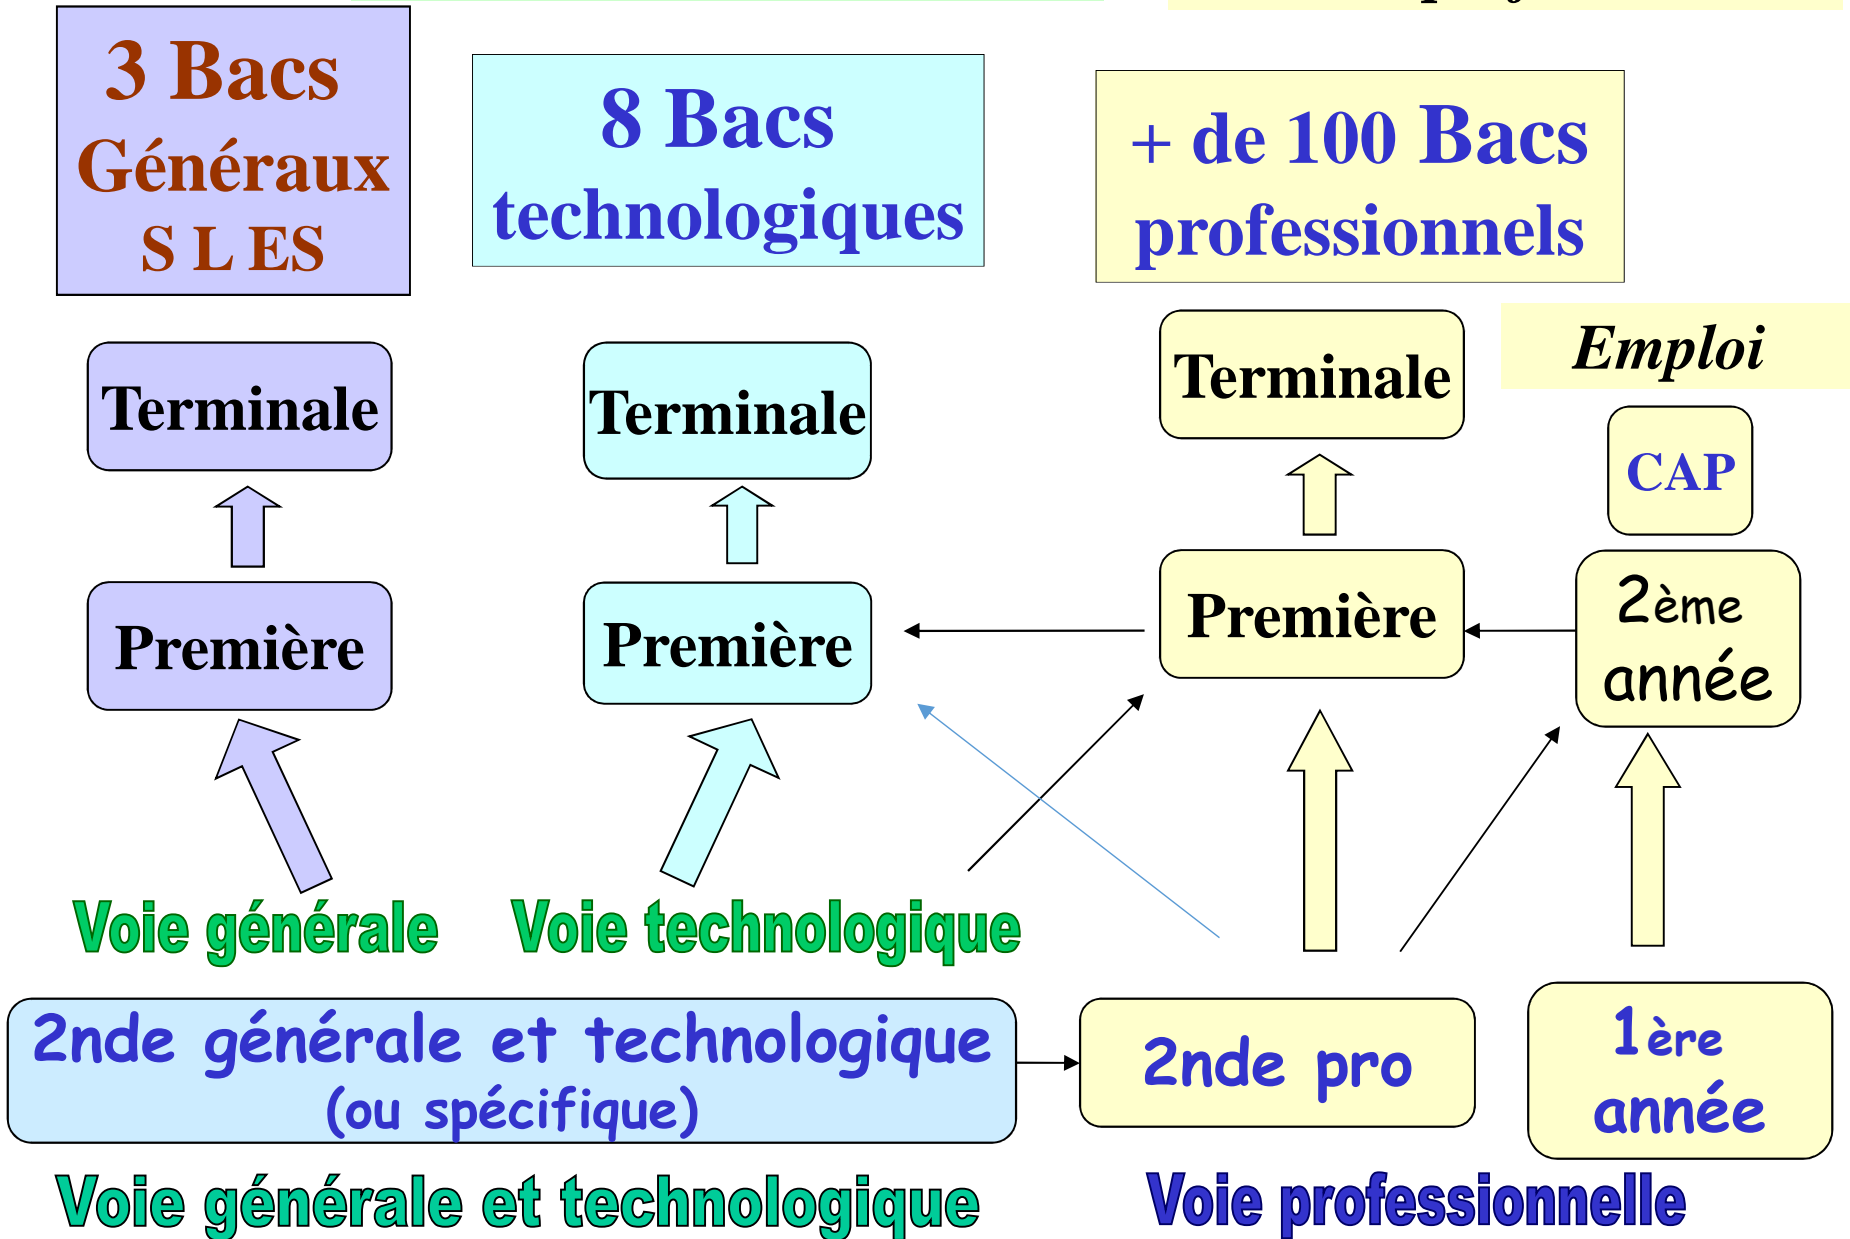 3 Bacs
Généraux
S L ES
8 Bacs
technologiques
+ de 100 Bacs
professionnels
Terminale
Terminale
Terminale
Emploi
CAP
Première
Première
Première
2ème
année
Voie générale
Voie technologique
2nde générale et technologique
(ou spécifique)
2nde pro
1ère
année
Voie générale et technologique
Voie professionnelle